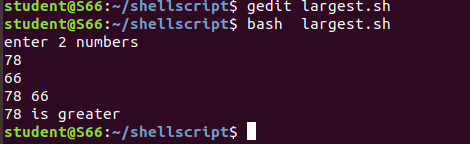 student@S66:~/shellscript$ gedit largest.sh
student@S66:~/shellscript$ bash  largest.sh
enter 2 numbers
78
66
78 66
78 is greater
student@S66:~/shellscript$